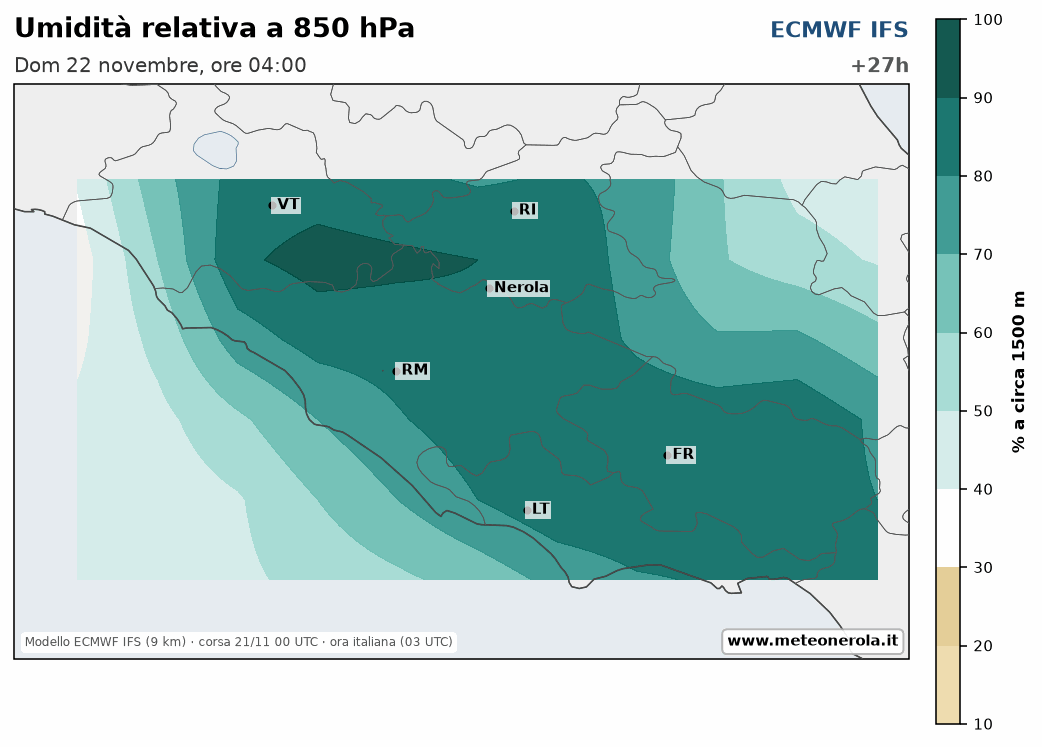 Umidità relativa a 850 hPa
ECMWF IFS
Dom 22 novembre, ore 04:00
+27h
VT
RI
Nerola
RM
FR
LT
Modello ECMWF IFS (9 km) · corsa 21/11 00 UTC · ora italiana (03 UTC)
www.meteonerola.it
100
90
80
70
60
50
40
30
20
10
% a circa 1500 m